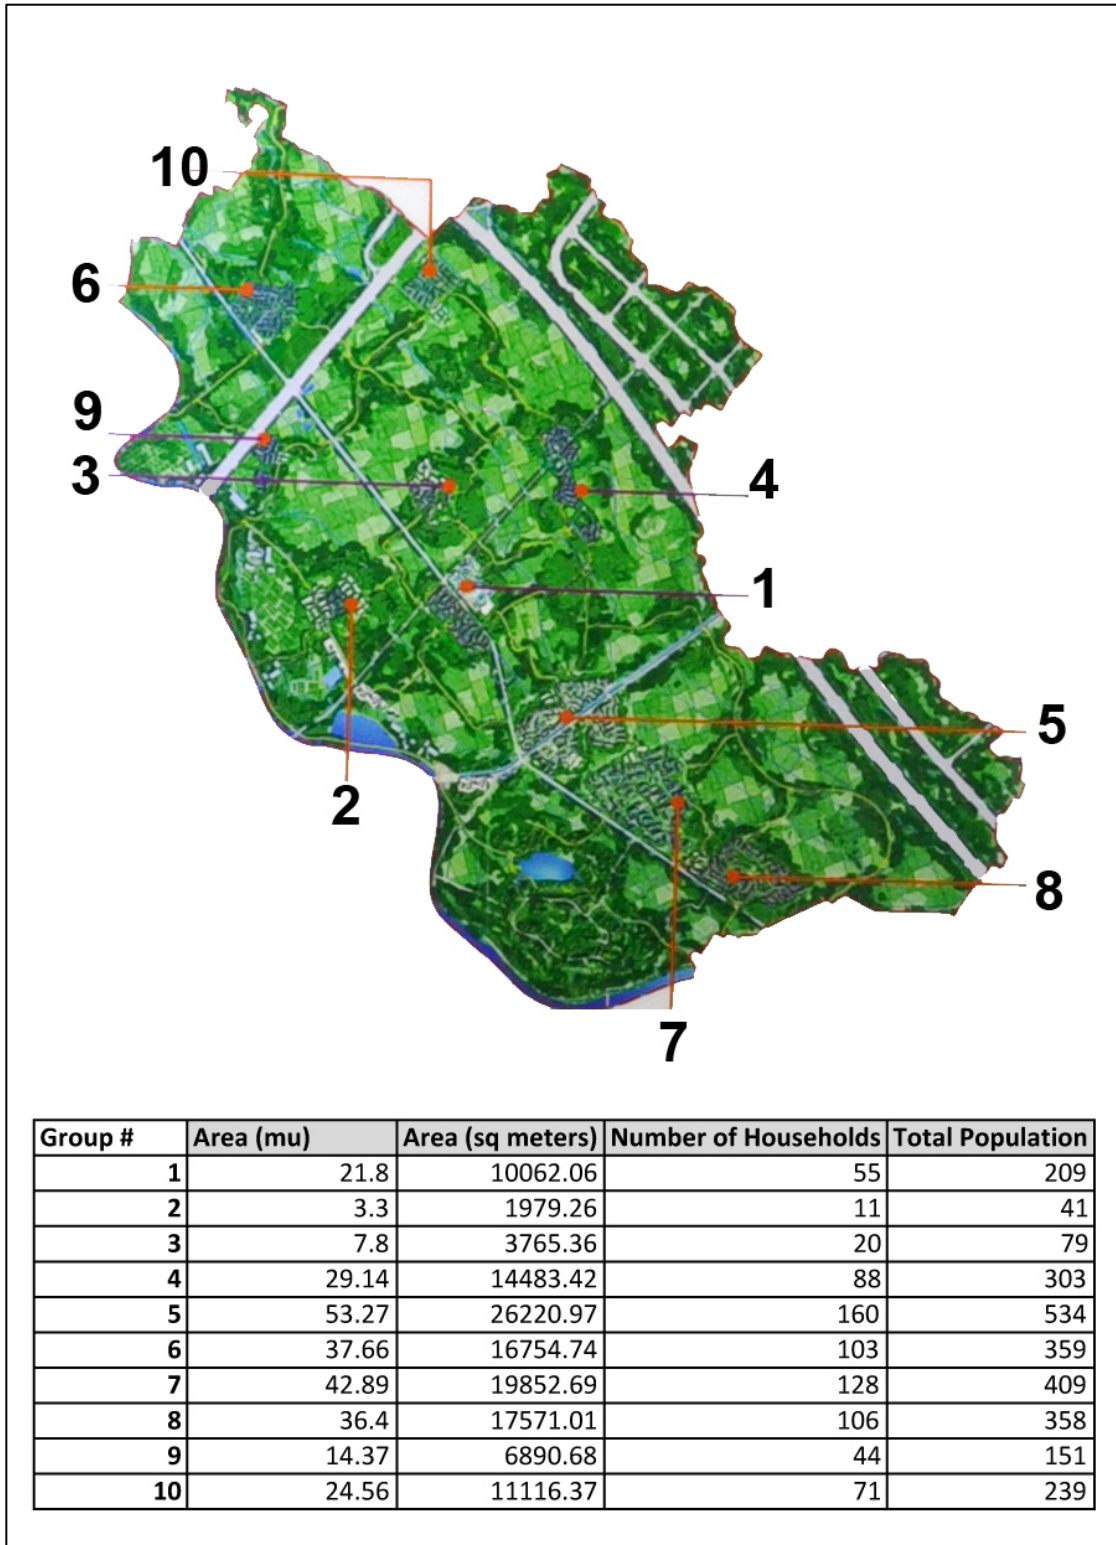 10
6
9
3
4
1
5
2
8
7
Group # Area (mu) Area (sq meters) Number of Households Total Population
1 21.8 10062.06 55 209
2 3.3 1979.26 11 41
3 7.8 3765.36 20 79
4 29.14 14483.42 88 303
5 53.27 26220.97 160 534
6 37.66 16754.74 103 359
7 42.89 19852.69 128 409
8 36.4 17571.01 106 358
9 14.37 6890.68 44 151
10 24.56 11116.37 71 239